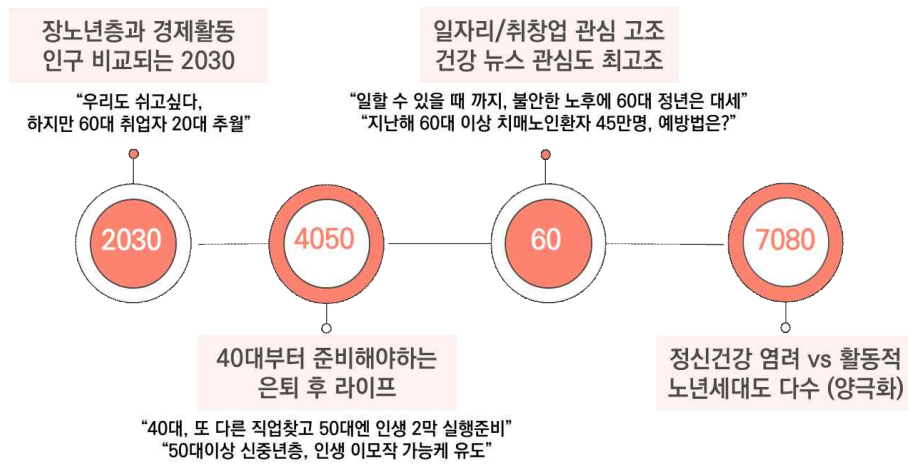 장노년층과 경제활동
인구 비교되는 2030
“우리도 쉬고싶다,
하지만 60대 취업자 20대 추월”
일자리/취창업 관심 고조
건강 뉴스 관심도 최고조
“일할 수 있을 때 까지, 불안한 노후에 60대 정년은 대세”
“지난해 60대 이상 치매노인환자 45만명, 예방법은?”
2030
4050
60
7080
40대부터 준비해야하는
은퇴 후 라이프
“40대, 또 다른 직업찾고 50대엔 인생 2막 실행준비”
“50대이상 신중년층, 인생 이모작 가능케 유도”
정신건강 염려 vs 활동적
노년세대도 다수 (양극화)